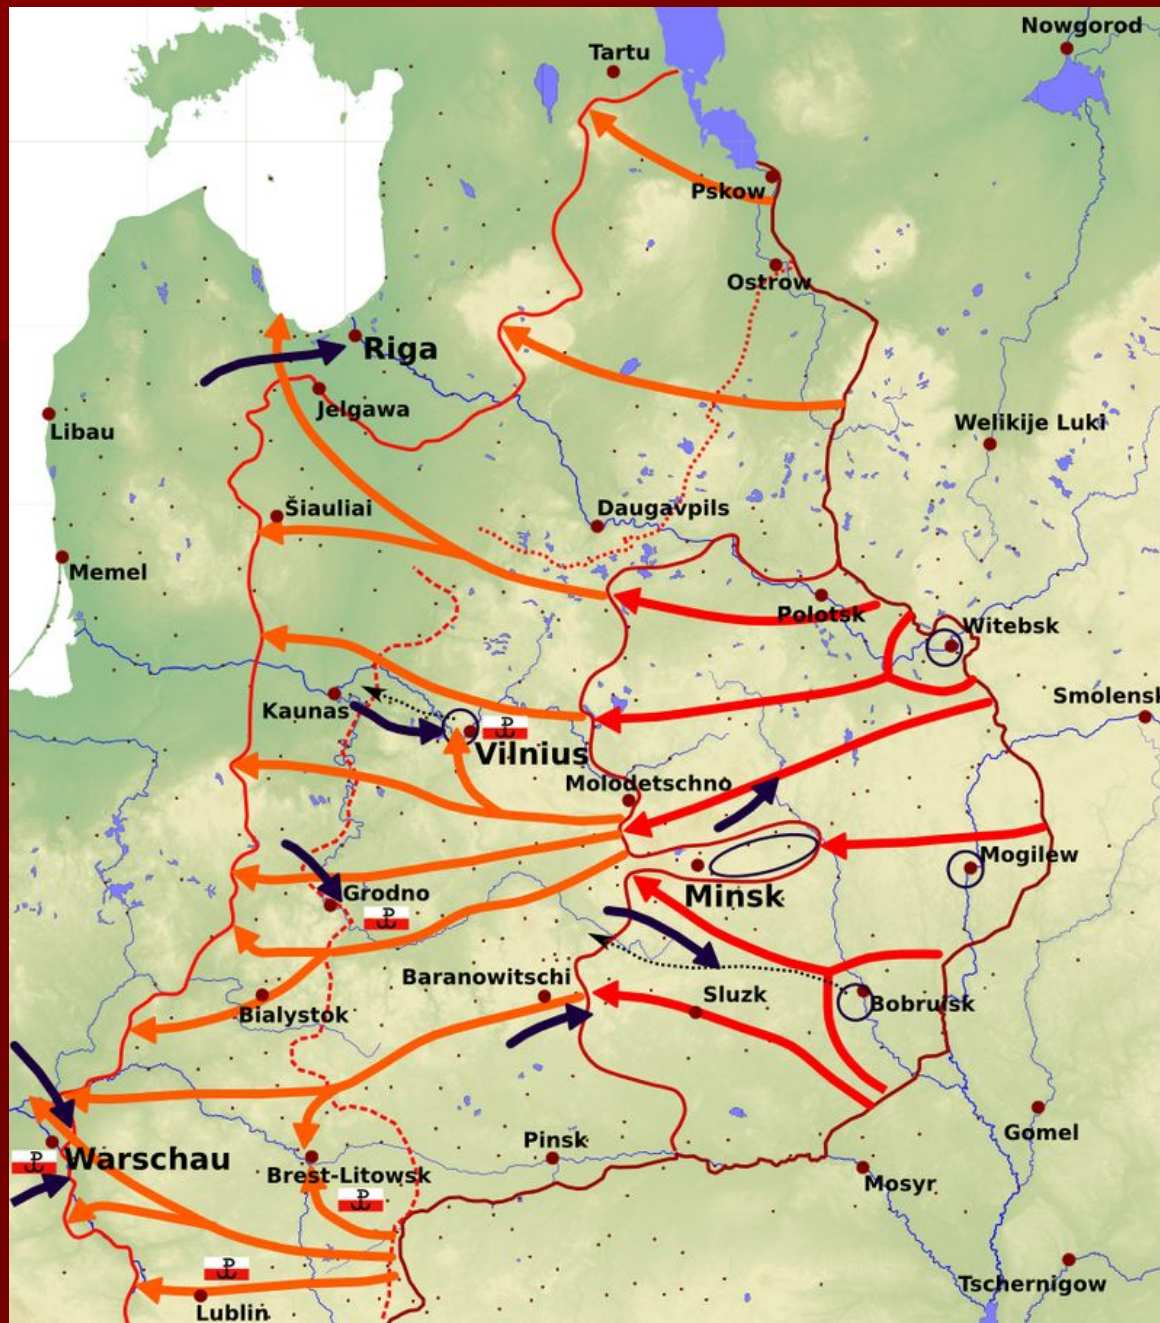 Nowgorod
Tartu
Pskow
Ostrow
Riga
Jelgawa
Libau
Welikije Luki
Šiauliai
Daugavpils
Memel
Polotsk
Witebsk
Smolensk
Kaunas
Vilnius
Molodetschno
Mogilew
Minsk
Grodno
Baranowitschi
Sluzk
Bobruisk
Bialystok
Gomel
Pinsk
Warschau
Brest-Litowsk
Mosyr
Tschernigow
Lublin